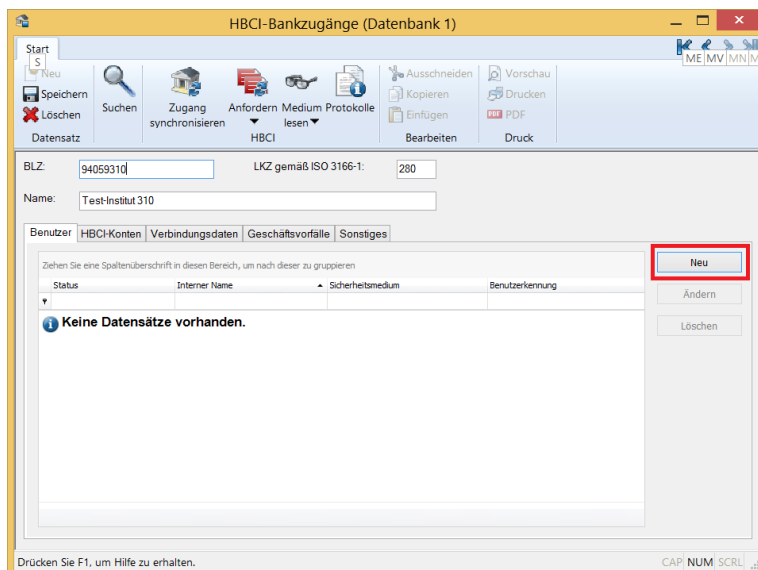 HBCI-Bankzugänge (Datenbank 1)
Start
S
ME MV MN M
Neu
Speichern
Löschen
Datensatz
Suchen
Zugang synchronisieren
Anfordern
Medium lesen
Protokolle
HBCI
Ausschneiden
Kopieren
Einfügen
Bearbeiten
Vorschau
Drucken
PDF PDF
Druck
BLZ: 94059310 LKZ gemäß ISO 3166-1: 280
Name: Test-Institut 310
Benutzer HBCI-Konten Verbindungsdaten Geschäftsvorfälle Sonstiges
Ziehen Sie eine Spaltenüberschrift in diesen Bereich, um nach dieser zu gruppieren
Status Interner Name Sicherheitsmedium Benutzerkennung
Keine Datensätze vorhanden.
Neu
Ändern
Löschen
Drücken Sie F1, um Hilfe zu erhalten. CAP NUM SCRL